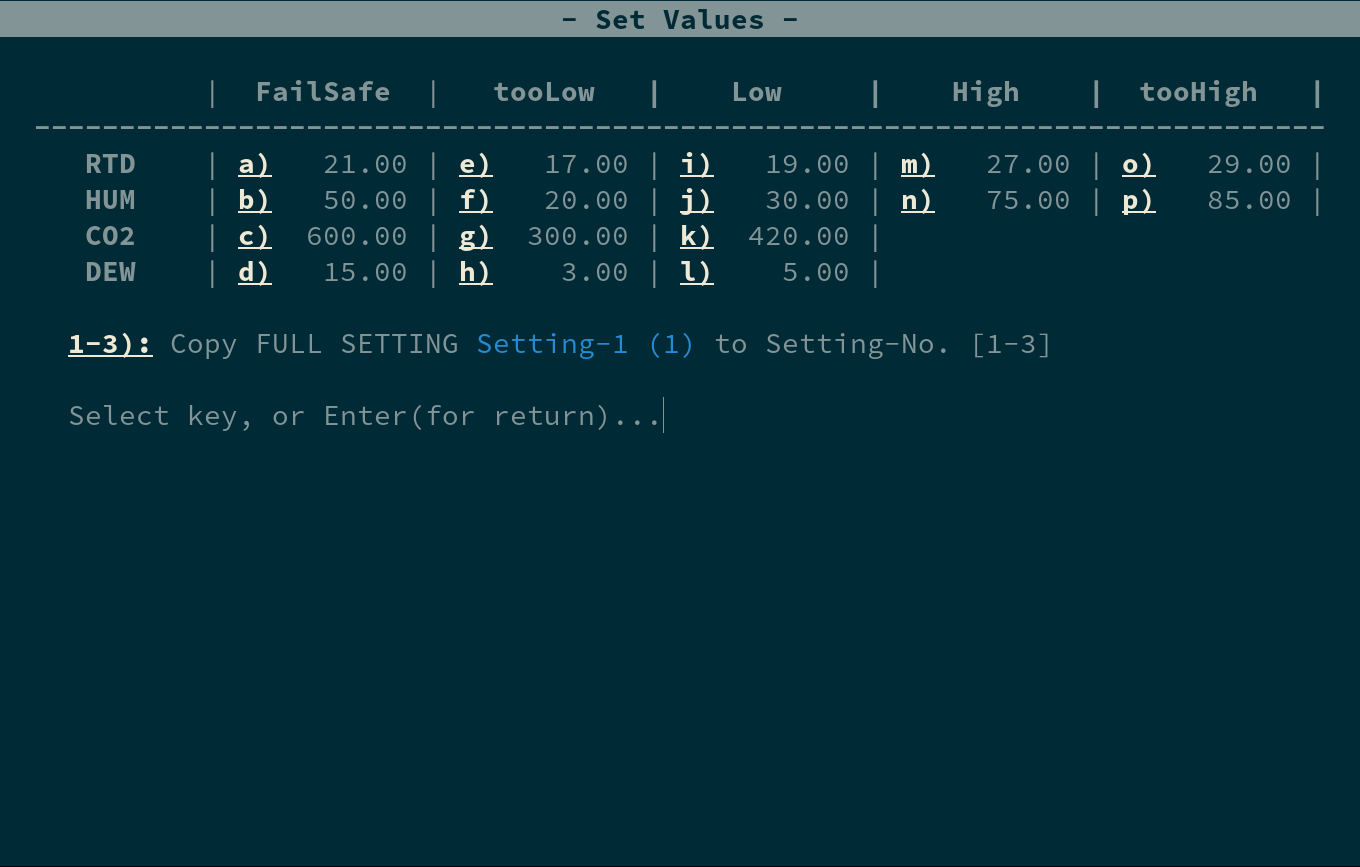 - Set Values -
| FailSafe | tooLow | Low | High | tooHigh |
------------------------------------------------------------------------------
RTD | a) 21.00 | e) 17.00 | i) 19.00 | m) 27.00 | o) 29.00 |
HUM | b) 50.00 | f) 20.00 | j) 30.00 | n) 75.00 | p) 85.00 |
CO2 | c) 600.00 | g) 300.00 | k) 420.00 |
DEW | d) 15.00 | h) 3.00 | l) 5.00 |
1-3): Copy FULL SETTING Setting-1 (1) to Setting-No. [1-3]
Select key, or Enter(for return)...